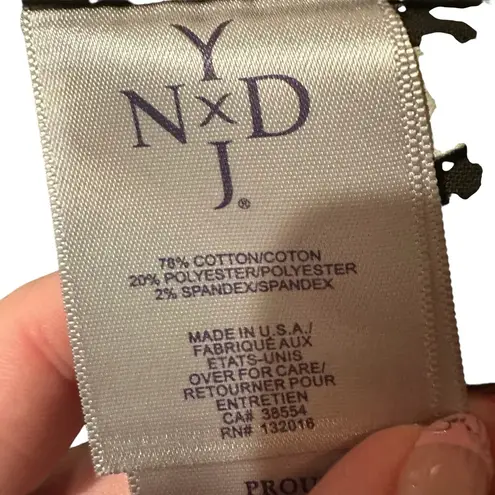 Y
N x D
J®
78% COTTON/COTON
20% POLYESTER/POLYESTER
2% SPANDEX/SPANDEX
MADE IN U.S.A./
FABRIQUÉ AUX
ETATS-UNIS
OVER FOR CARE/
RETOURNER POUR
ENTRETIEN
CA# 38554
RN# 132016
PROU